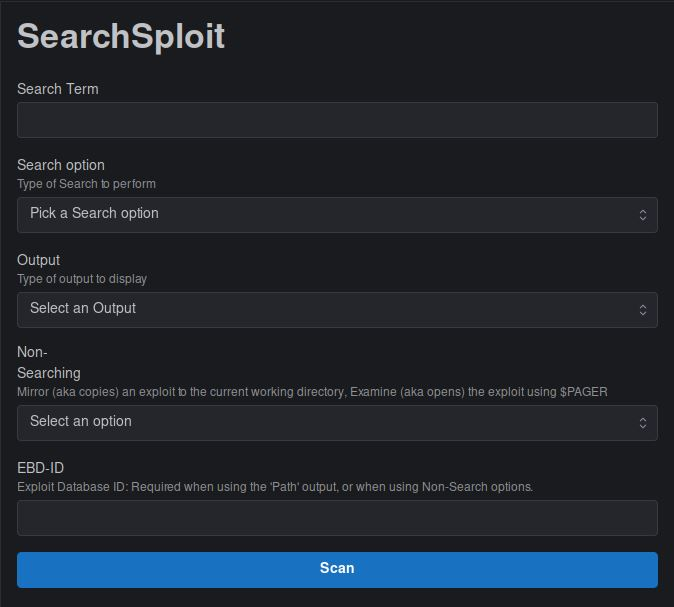 SearchSploit
Search Term
Search option
Type of Search to perform
Pick a Search option
Output
Type of output to display
Select an Output
Non-
Searching
Mirror (aka copies) an exploit to the current working directory, Examine (aka opens) the exploit using $PAGER
Select an option
EBD-ID
Exploit Database ID: Required when using the 'Path' output, or when using Non-Search options.
Scan